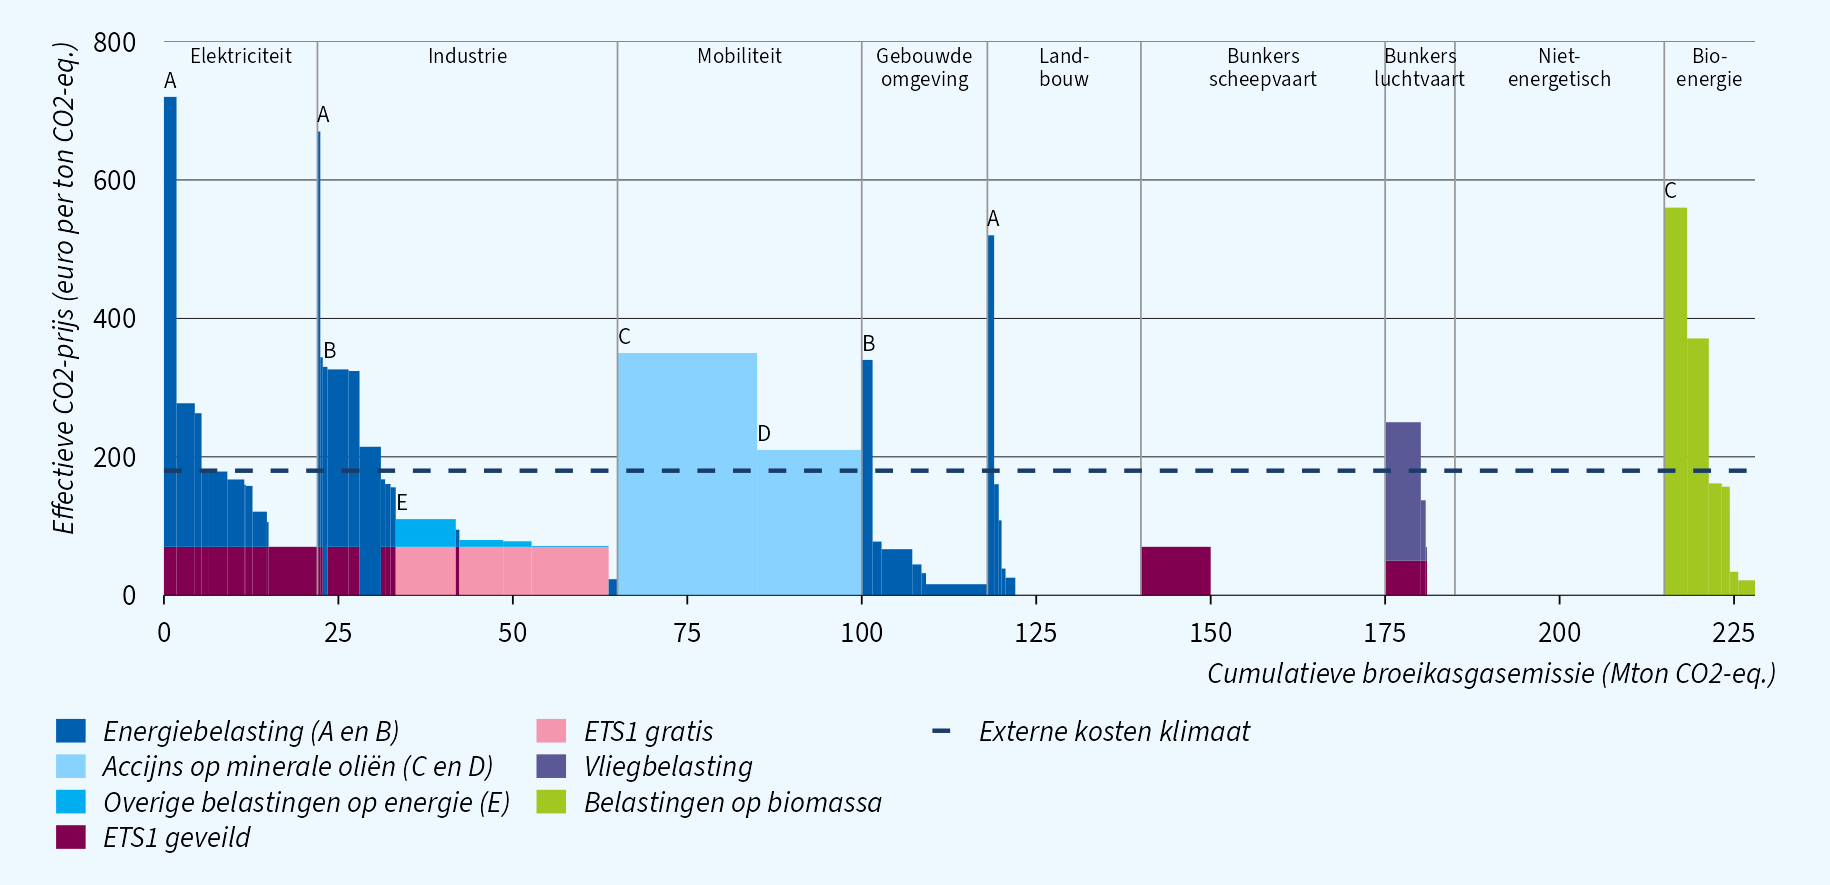 Effectieve CO2-prijs (euro per ton CO2-eq.)
800
600
400
200
0
Elektriciteit
Industrie
Mobiliteit
Gebouwde
omgeving
Land-
bouw
Bunkers
scheepvaart
Bunkers
luchtvaart
Niet-
energetisch
Bio-
energie
A
A
B
E
C
D
B
A
C
0 25 50 75 100 125 150 175 200 225
Cumulatieve broeikasgasemissie (Mton CO2-eq.)
Energiebelasting (A en B)
Accijns op minerale oliën (C en D)
Overige belastingen op energie (E)
ETS1 geveild
ETS1 gratis
Vliegbelasting
Belastingen op biomassa
Externe kosten klimaat